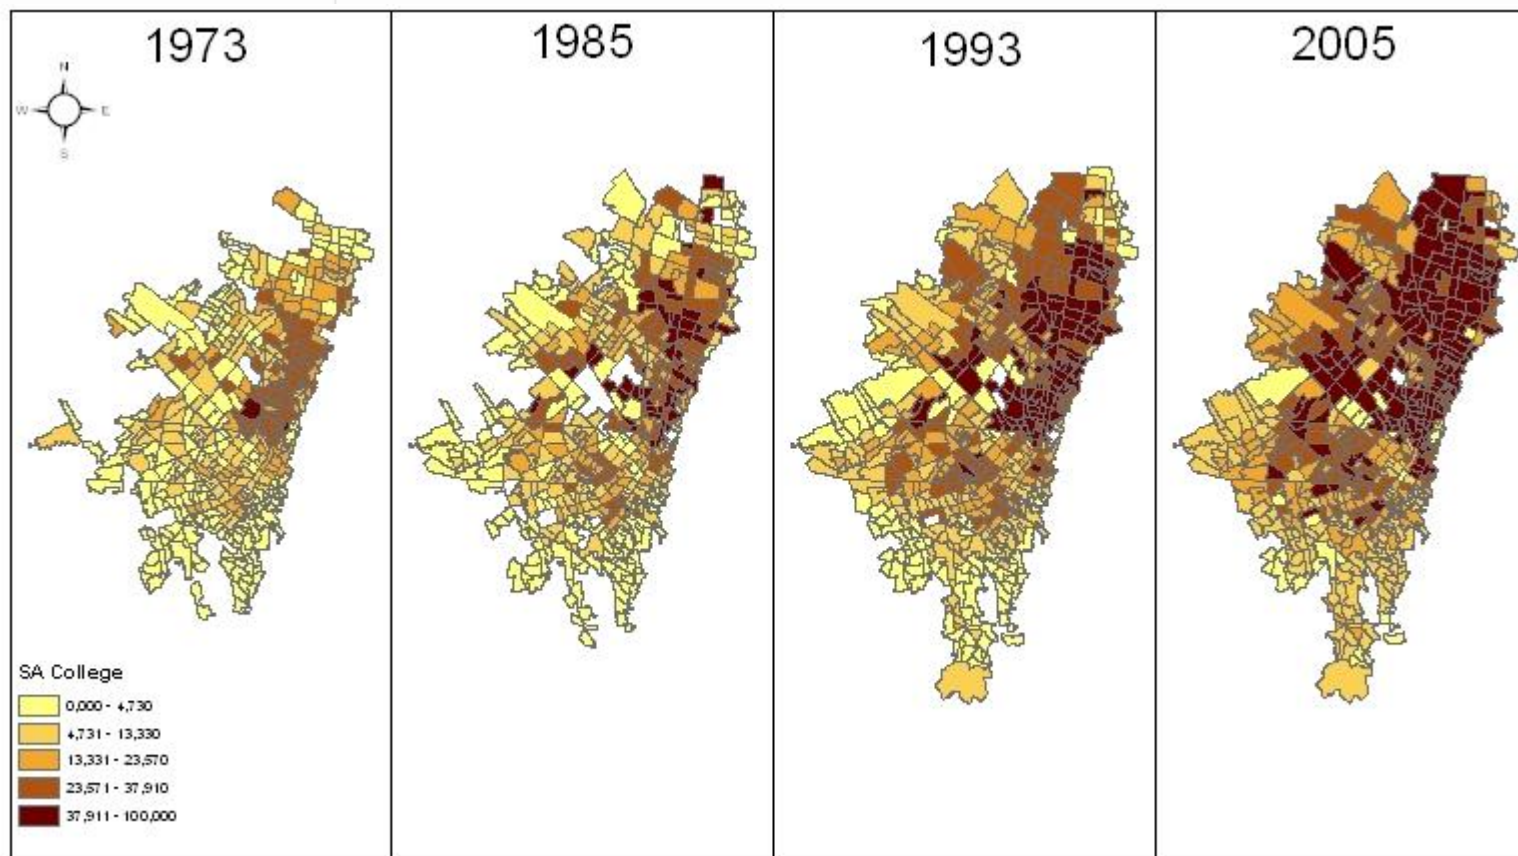 1973
1985
1993
2005
N
W
E
S
SA College
0,000 - 4,730
4,731 - 13,330
13,331 - 23,570
23,571 - 37,910
37,911 - 100,000